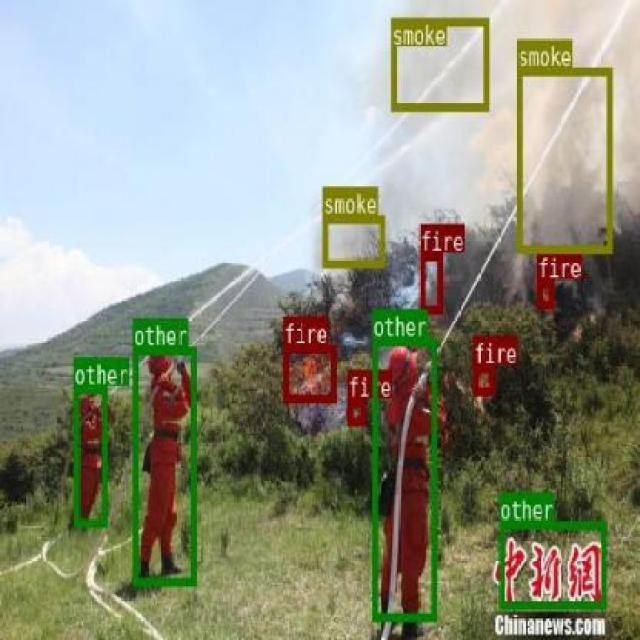 smoke
smoke
smoke
fire
fire
other
other
fire
fire
fire
other
other
中新網
Chinanews.com